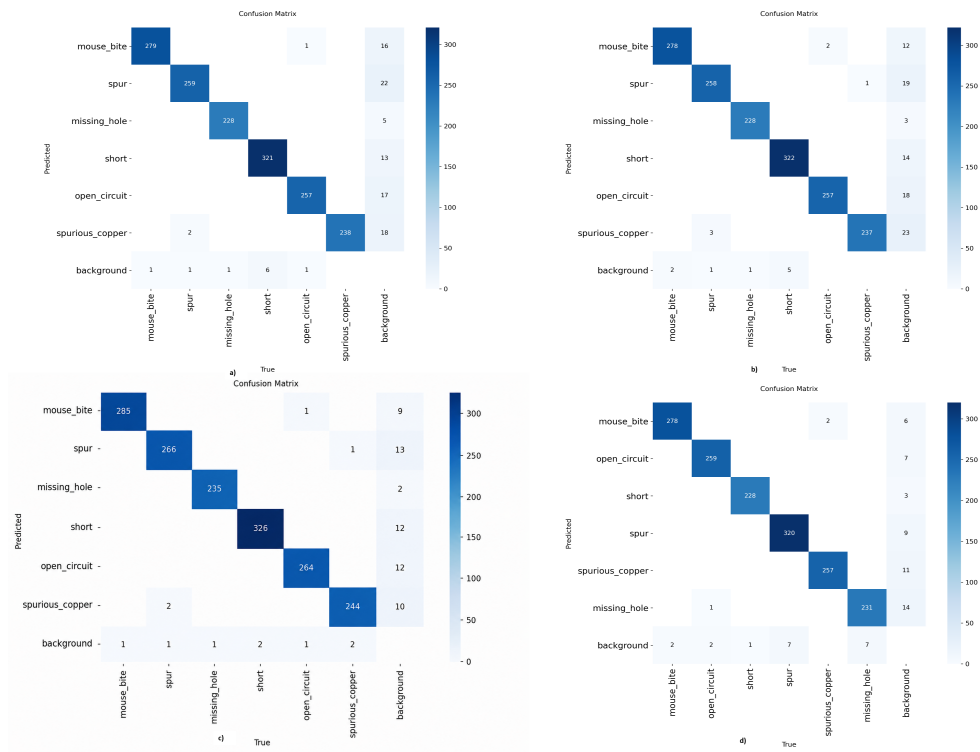 Confusion Matrix
mouse_bite 279 1 16
spur 259 22
missing_hole 228 5
short 321 13
open_circuit 257 17
spurious_copper 2 238 18
background 1 1 1 6 1
mouse_bite spur missing_hole short open_circuit spurious_copper background
Predicted
True
300
250
200
150
100
50
0
a)
Confusion Matrix
mouse_bite 278 2 12
spur 258 1 19
missing_hole 228 3
short 322 14
open_circuit 257 18
spurious_copper 3 237 23
background 2 1 1 5
mouse_bite spur missing_hole short open_circuit spurious_copper background
Predicted
True
300
250
200
150
100
50
0
b)
Confusion Matrix
mouse_bite 285 1 9
spur 266 1 13
missing_hole 235 2
short 326 12
open_circuit 264 12
spurious_copper 2 244 10
background 1 1 1 2 1 2
mouse_bite spur missing_hole short open_circuit spurious_copper background
Predicted
True
300
250
200
150
100
50
0
c)
Confusion Matrix
mouse_bite 278 2 6
open_circuit 259 7
short 228 3
spur 320 9
spurious_copper 257 11
missing_hole 1 231 14
background 2 2 1 7 7
mouse_bite open_circuit short spur spurious_copper missing_hole background
Predicted
True
300
250
200
150
100
50
0
d)